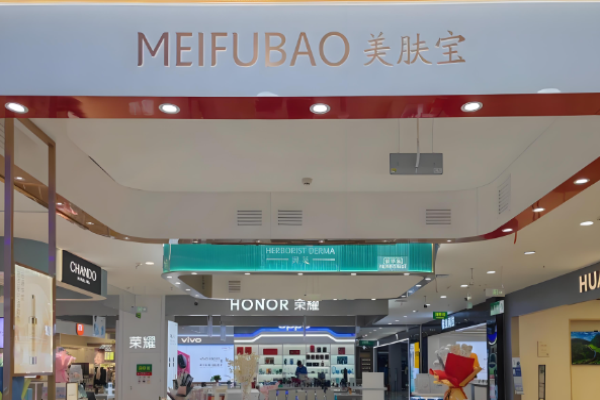 MEIFUBAO 美肤宝
HERBORIST DERMA
CHANDO
HONOR 荣耀
荣耀
vivo
HUA